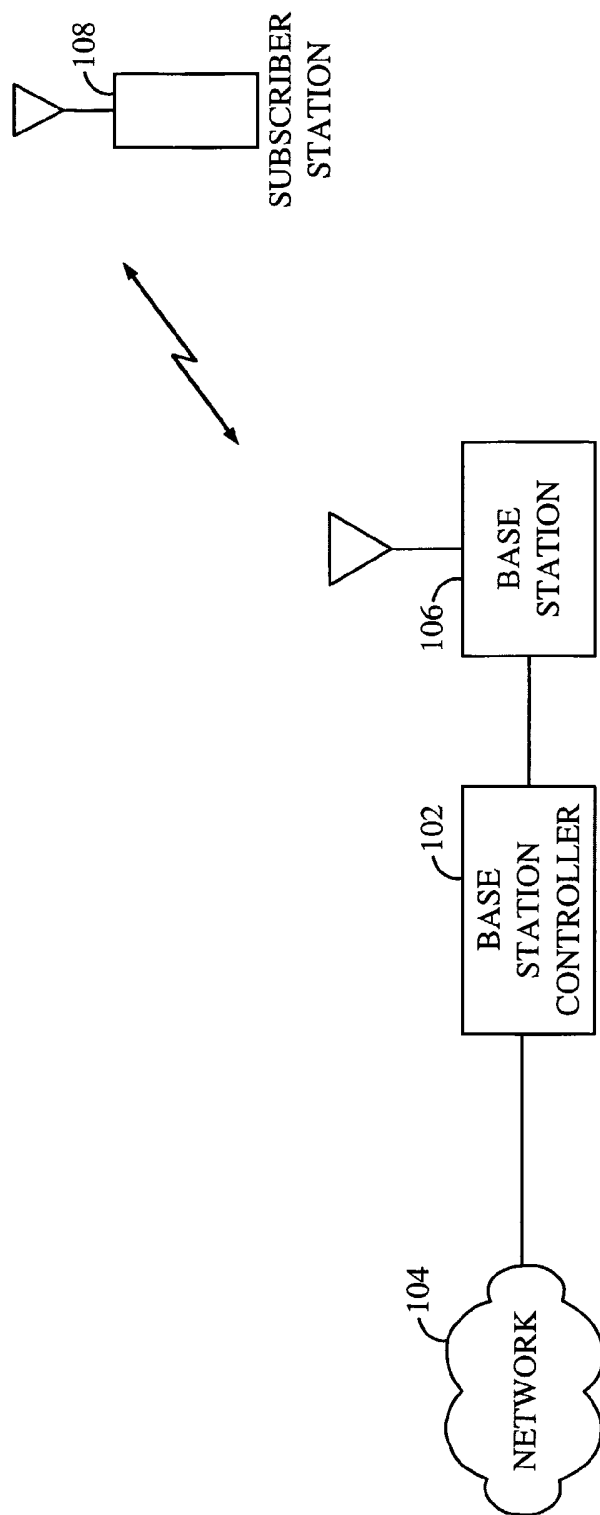 108
SUBSCRIBER
STATION
106
BASE
STATION
102
BASE
STATION
CONTROLLER
104
NETWORK